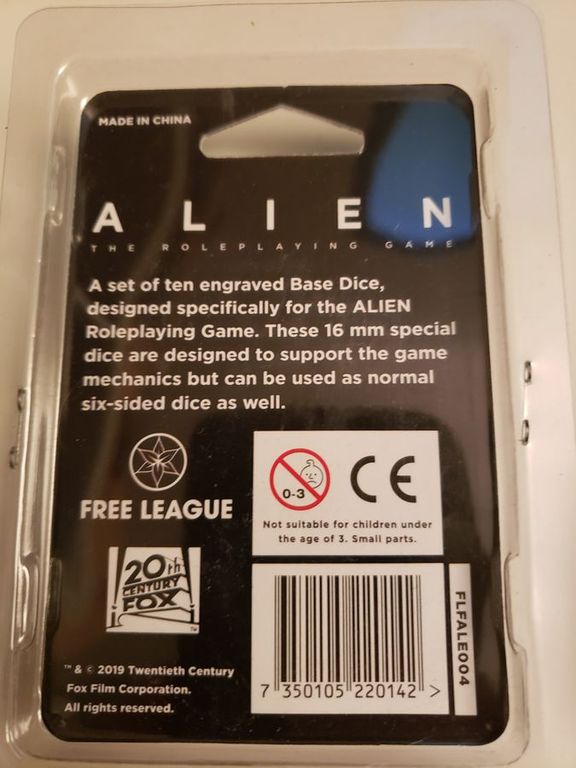 MADE IN CHINA
ALIEN
THE ROLEPLAYING GAME
A set of ten engraved Base Dice,
designed specifically for the ALIEN
Roleplaying Game. These 16 mm special
dice are designed to support the game
mechanics but can be used as normal
six-sided dice as well.
FREE LEAGUE
0-3
CE
Not suitable for children under
the age of 3. Small parts.
20th
CENTURY
FOX
™ & © 2019 Twentieth Century
Fox Film Corporation.
All rights reserved.
7 350105 220142 >
FLFALE004